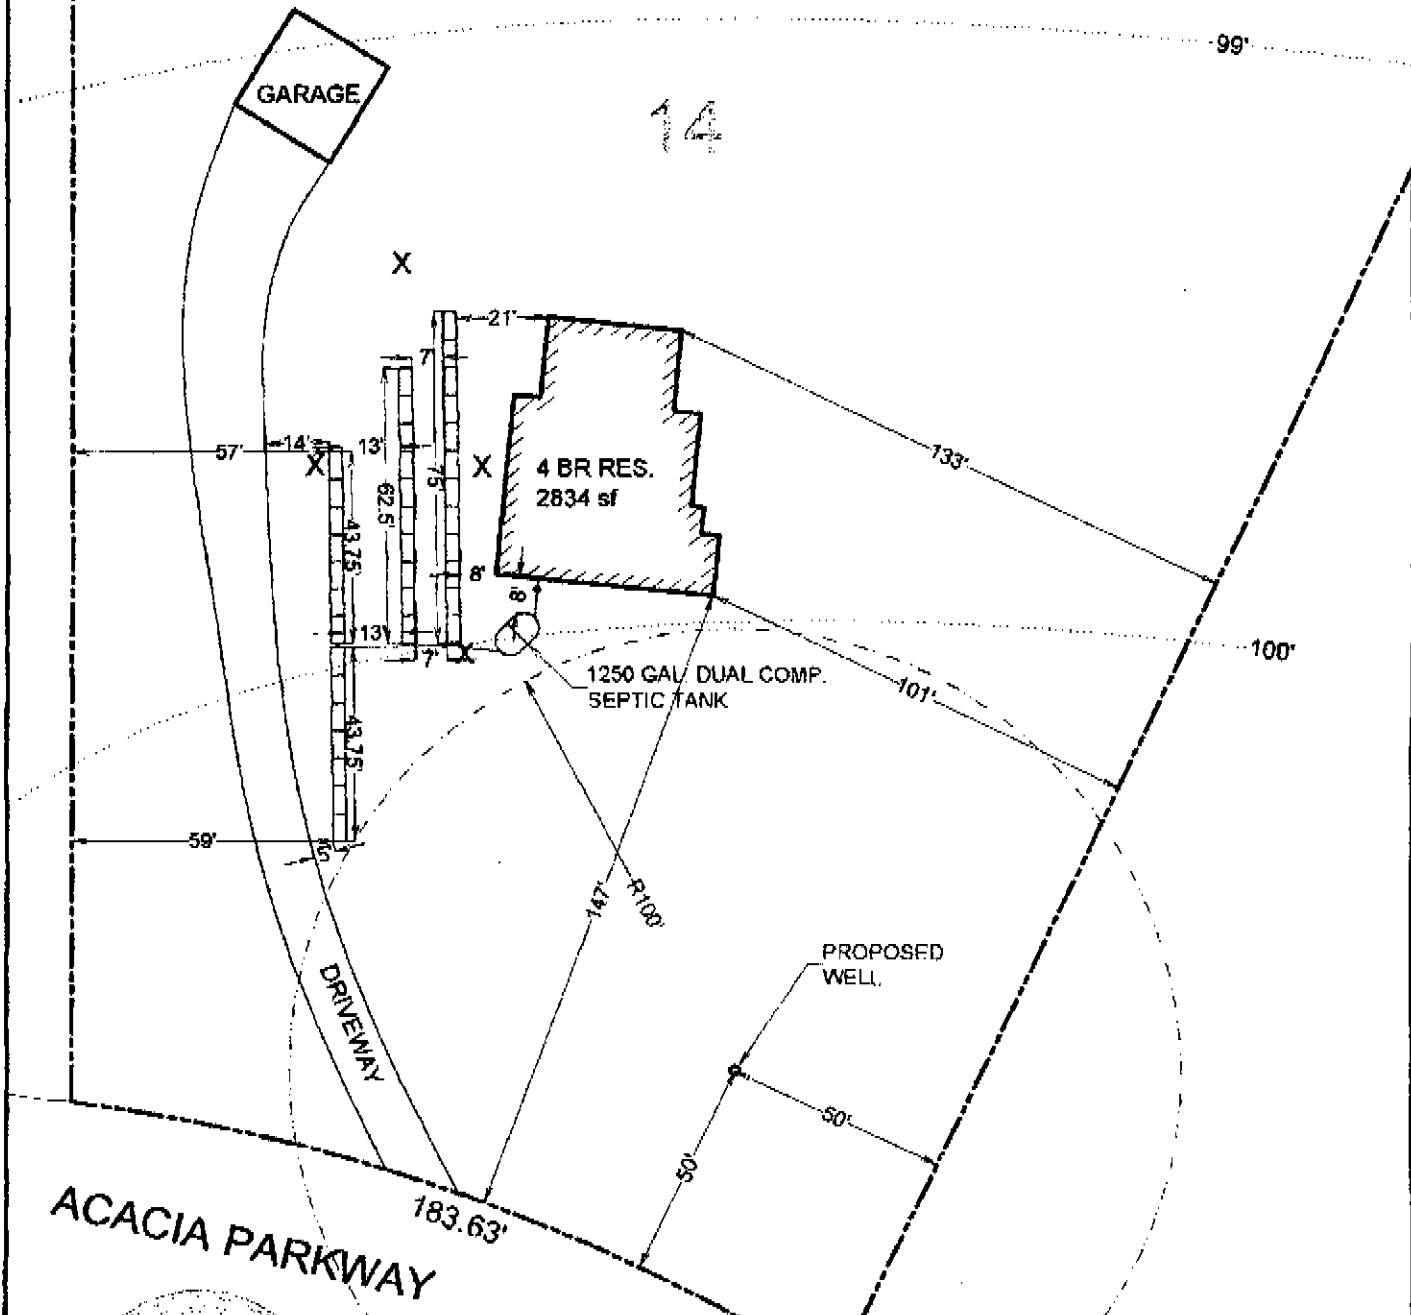 99'
GARAGE
14
X
21'
7'
133'
57'
14'
13'
X
X
4 BR RES.
2834 sf
75'
62.5'
43.75'
8'
8'
13'
7'
X
100'
1250 GAL DUAL COMP.
SEPTIC TANK
101'
43.75'
59'
5'
147'
R100'
PROPOSED
WELL
DRIVEWAY
50'
50'
183.63'
ACACIA PARKWAY